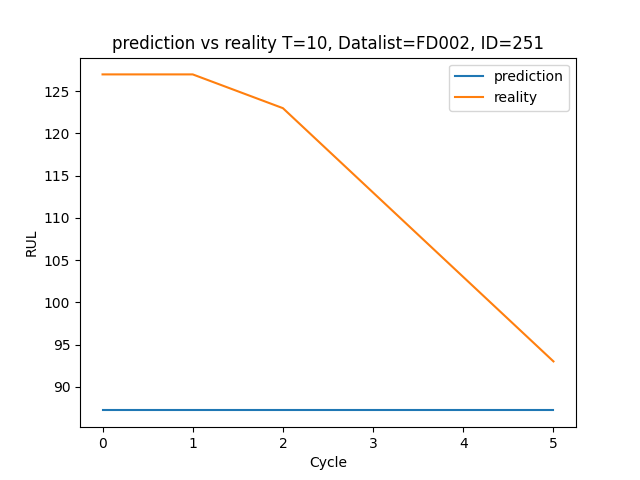 prediction vs reality T=10, Datalist=FD002, ID=251
prediction
reality
RUL
125
120
115
110
105
100
95
90
0 1 2 3 4 5
Cycle